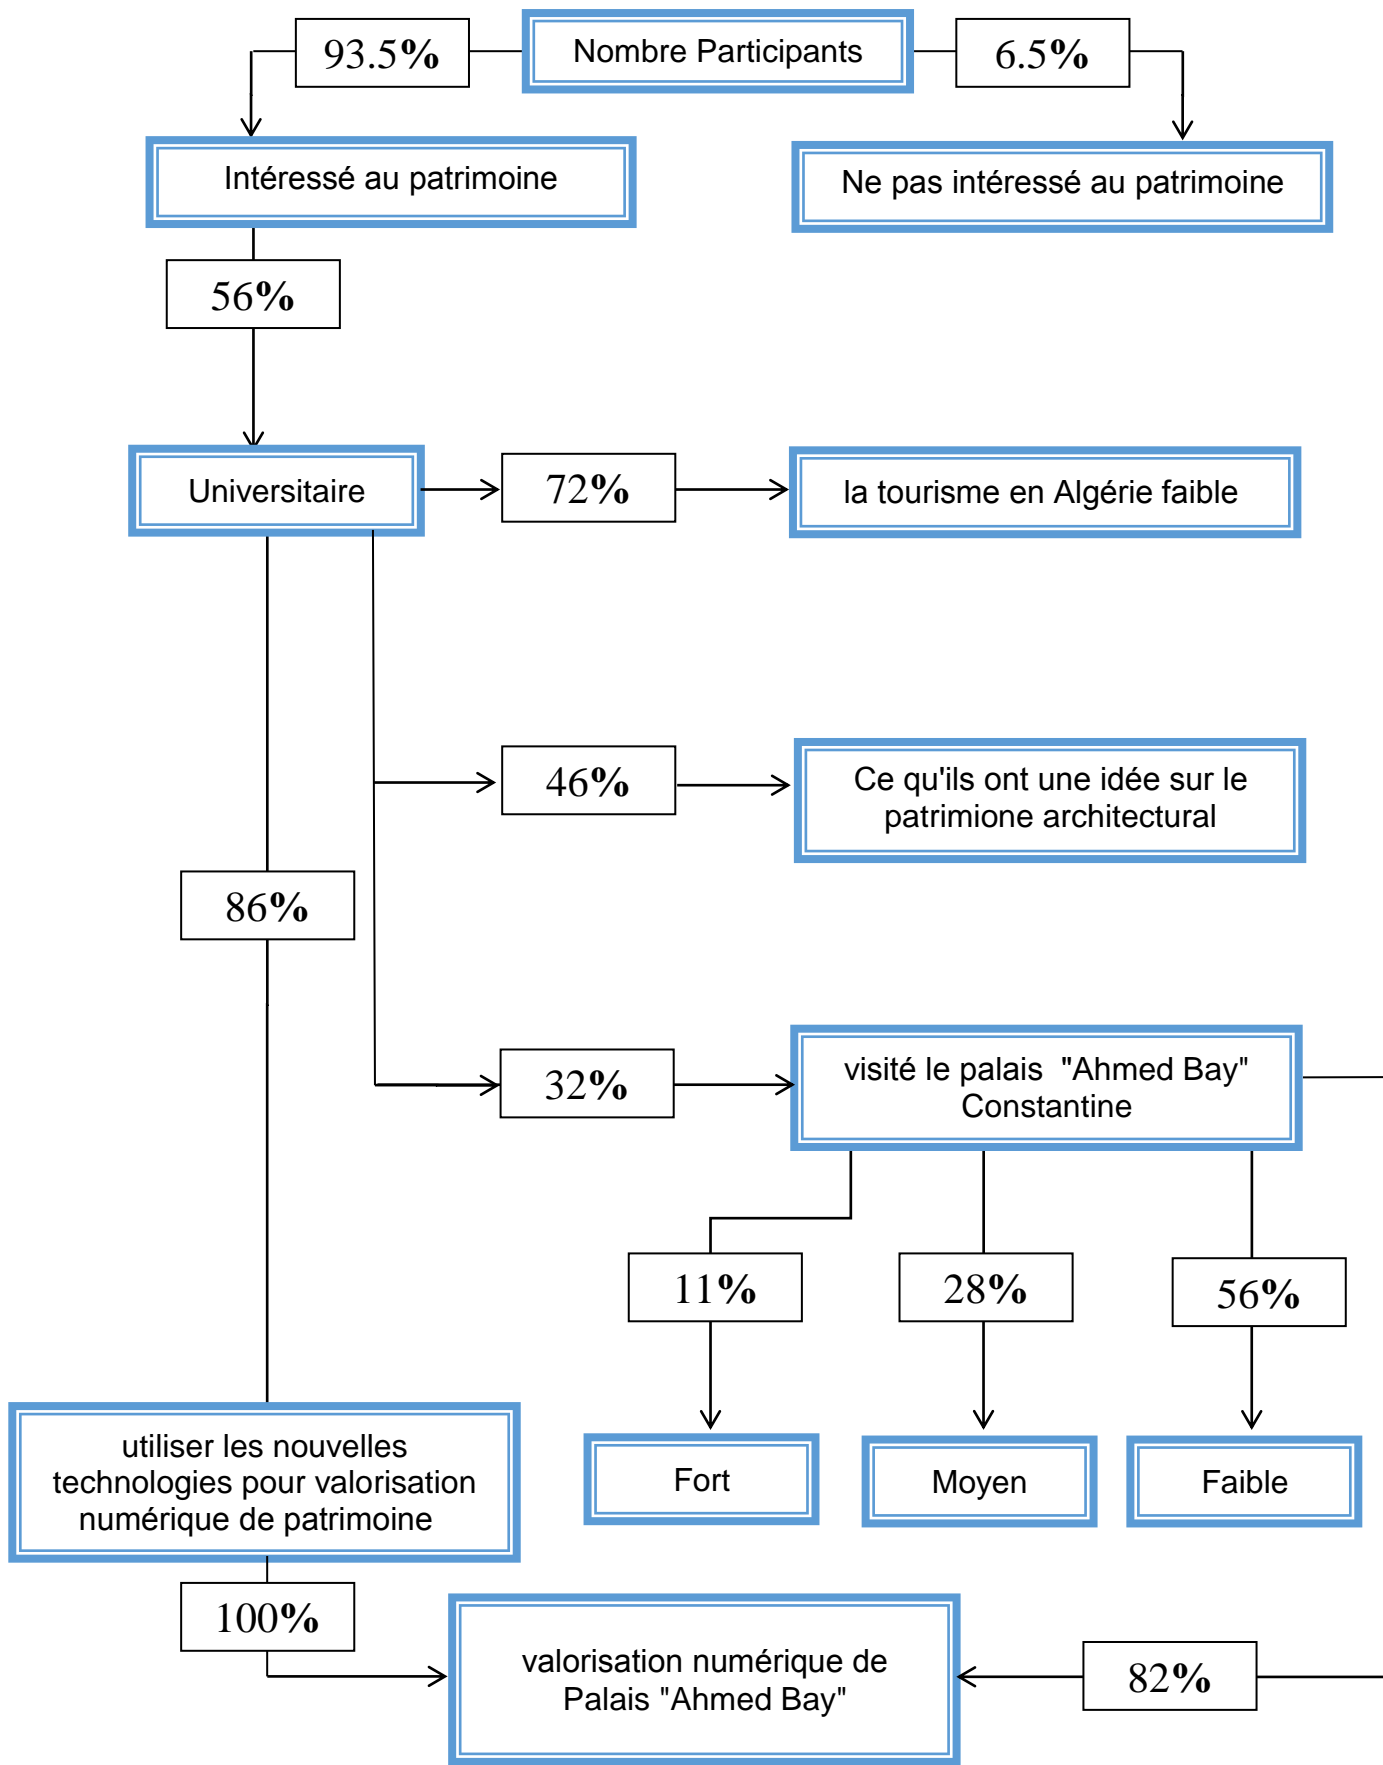 93.5%
Nombre Participants
6.5%
Intéressé au patrimoine
Ne pas intéressé au patrimoine
56%
Universitaire
72%
la tourisme en Algérie faible
46%
Ce qu'ils ont une idée sur le
patrimione architectural
86%
32%
visité le palais "Ahmed Bay"
Constantine
11%
28%
56%
Fort
Moyen
Faible
utiliser les nouvelles
technologies pour valorisation
numérique de patrimoine
100%
valorisation numérique de
Palais "Ahmed Bay"
82%